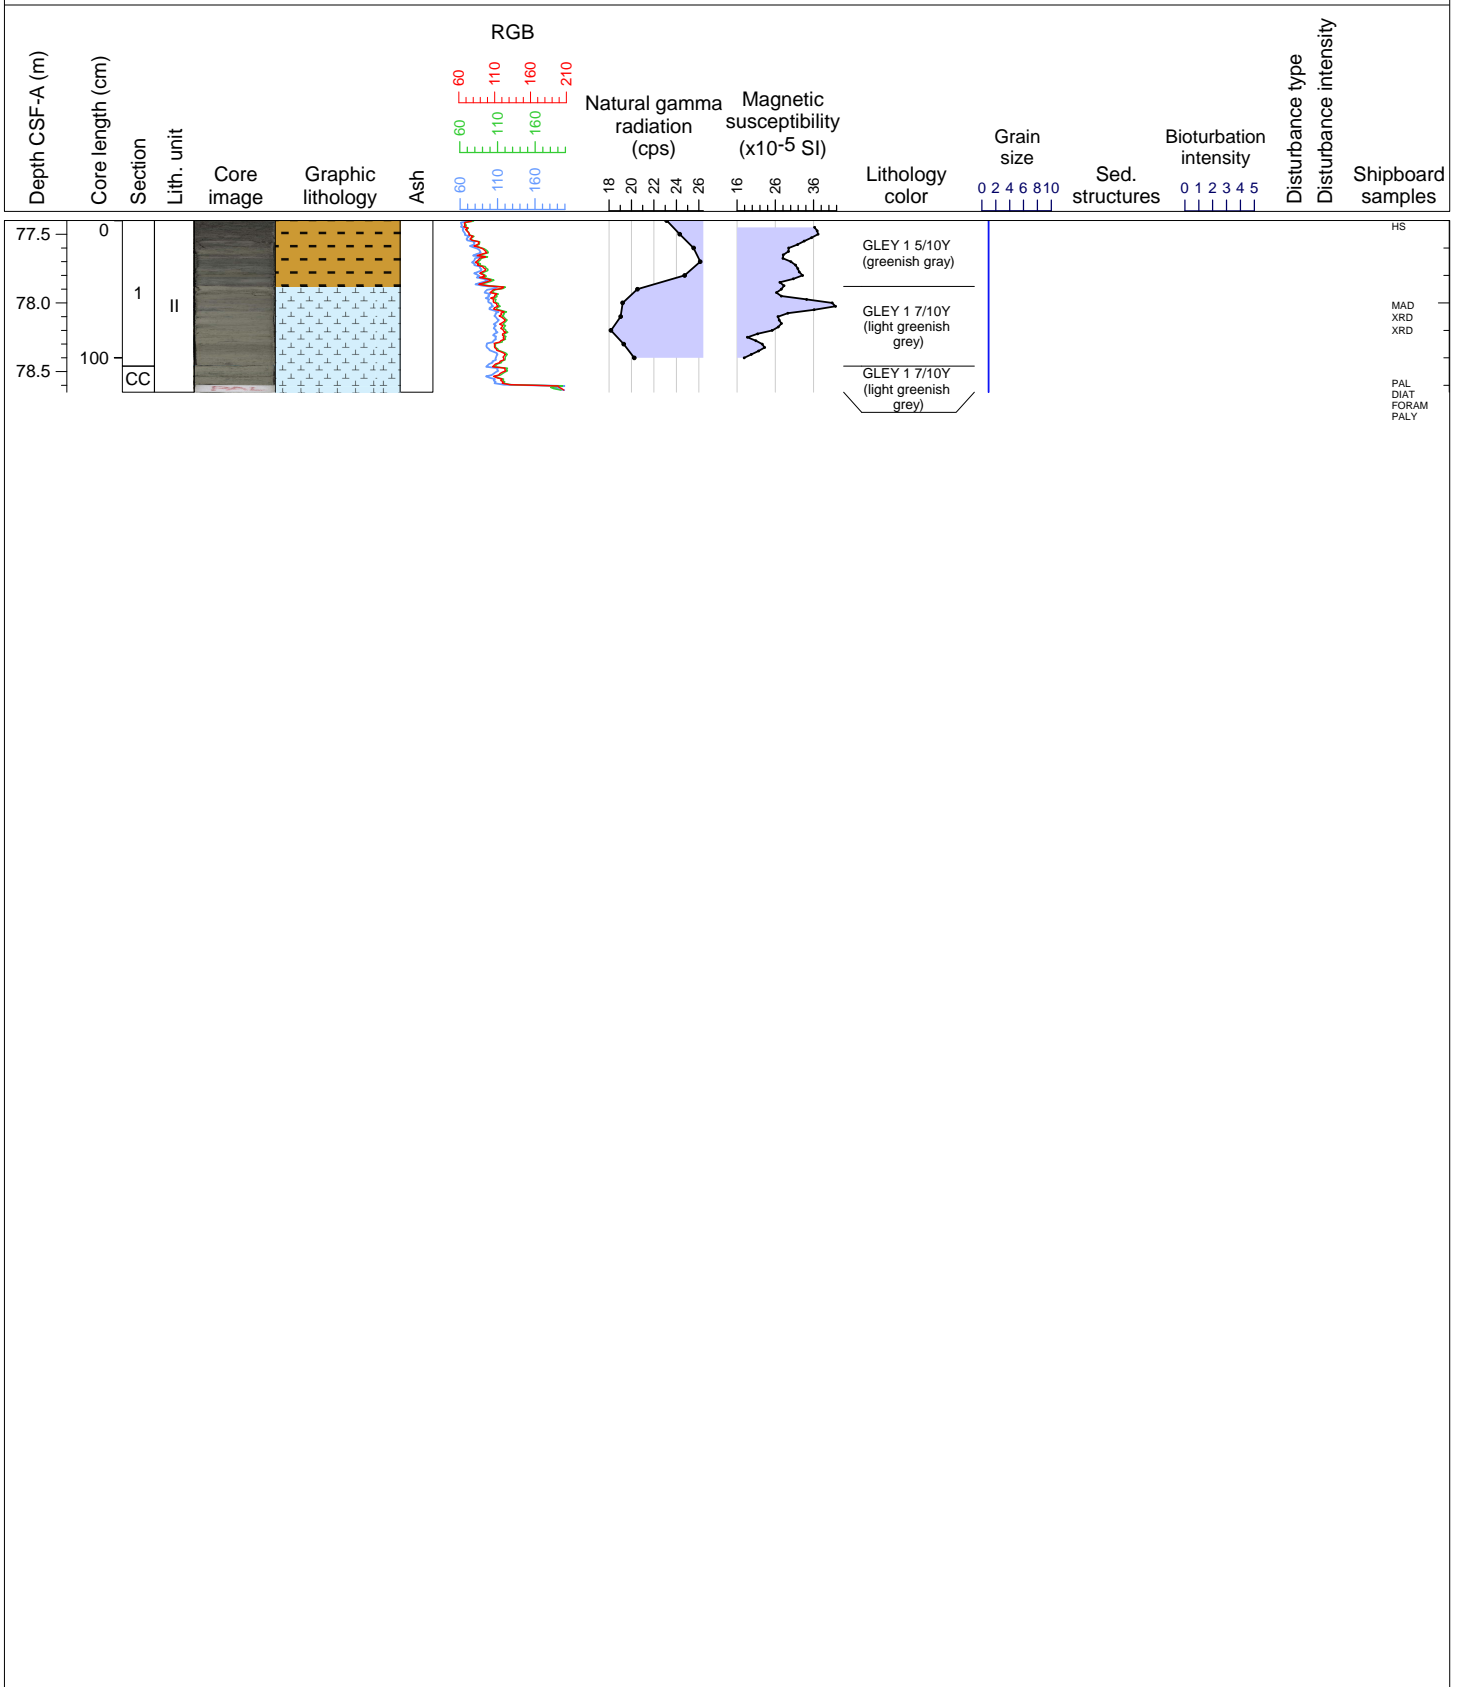 RGB
60 110 160 210
60 110 160
60 110 160
Depth CSF-A (m)
Core length (cm)
Section
Lith. unit
Core
image
Graphic
lithology
Ash
Natural gamma
radiation
(cps)
18 20 22 24 26
Magnetic
susceptibility
(x10-5 SI)
16 26 36
Lithology
color
Grain
size
0 2 4 6 8 10
Sed.
structures
Bioturbation
intensity
0 1 2 3 4 5
Disturbance type
Disturbance intensity
Shipboard
samples
77.5
78.0
78.5
0
100
1
CC
II
PAL
GLEY 1 5/10Y
(greenish gray)
GLEY 1 7/10Y
(light greenish
grey)
GLEY 1 7/10Y
(light greenish
grey)
HS
MAD
XRD
XRD
PAL
DIAT
FORAM
PALY